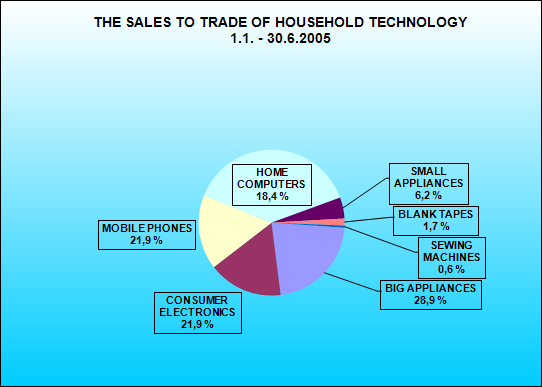 THE SALES TO TRADE OF HOUSEHOLD TECHNOLOGY
1.1. - 30.6.2005
HOME
COMPUTERS
18,4 %
SMALL
APPLIANCES
6,2 %
BLANK TAPES
1,7 %
SEWING
MACHINES
0,6 %
BIG APPLIANCES
28,9 %
CONSUMER
ELECTRONICS
21,9 %
MOBILE PHONES
21,9 %